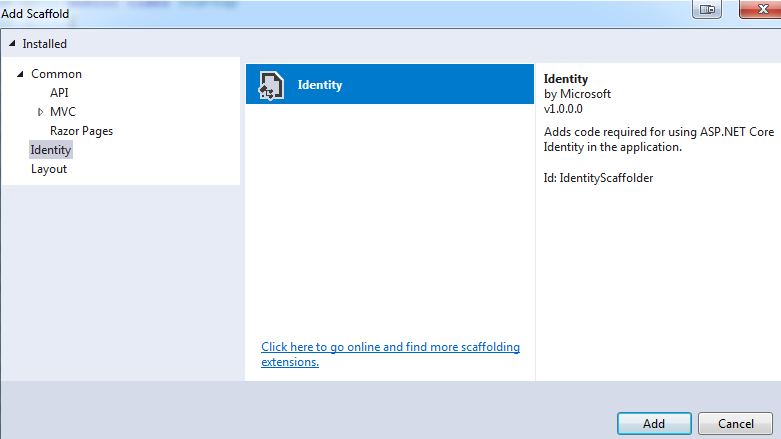 Add Scaffold
Installed
Common
API
MVC
Razor Pages
Identity
Layout
Identity
Click here to go online and find more scaffolding
extensions.
Identity
by Microsoft
v1.0.0.0
Adds code required for using ASP.NET Core
Identity in the application.
Id: IdentityScaffolder
Add
Cancel